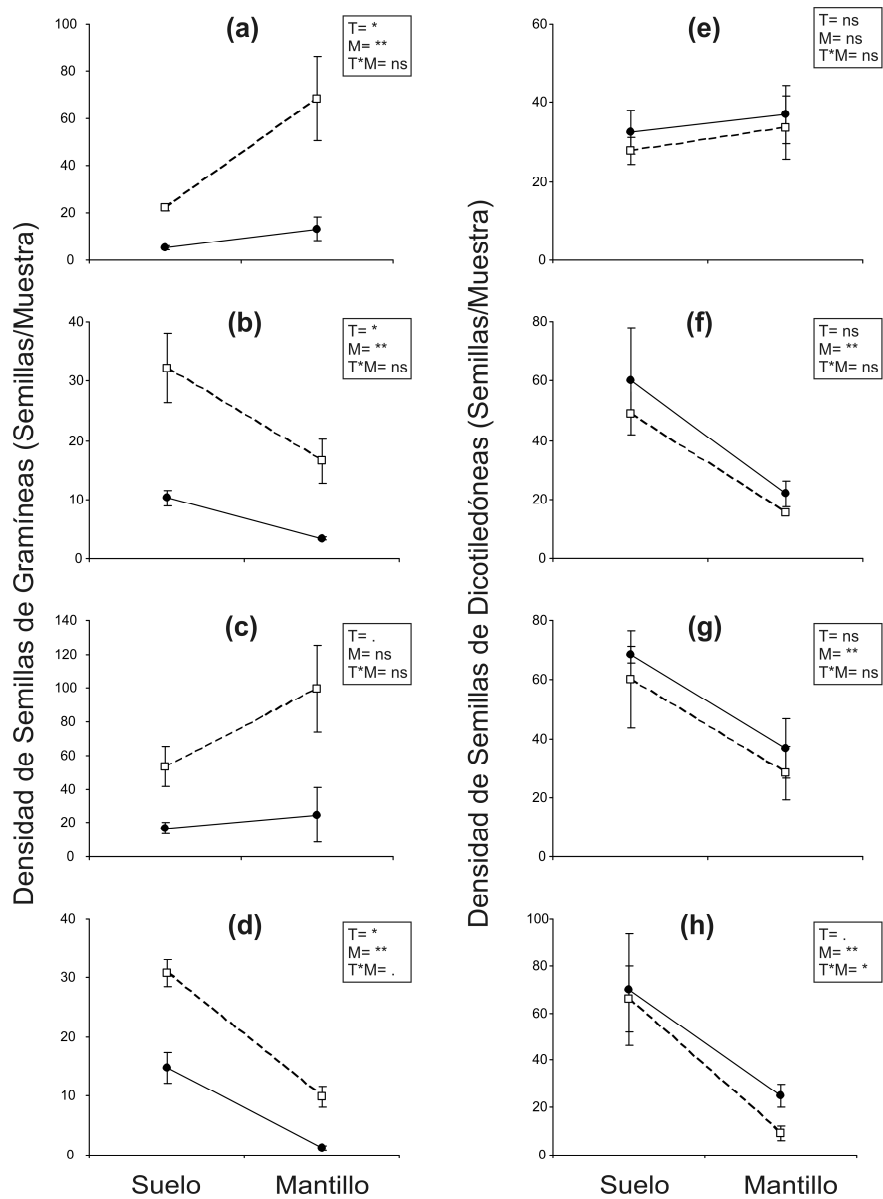 Densidad de Semillas de Gramíneas (Semillas/Muestra)
(a)
T= *
M= **
T*M= ns
100
80
60
40
20
0
(b)
T= *
M= **
T*M= ns
40
30
20
10
0
(c)
T= .
M= ns
T*M= ns
140
120
100
80
60
40
20
0
(d)
T= *
M= **
T*M= .
40
30
20
10
0
Suelo Mantillo
Densidad de Semillas de Dicotiledóneas (Semillas/Muestra)
(e)
T= ns
M= ns
T*M= ns
60
40
20
0
(f)
T= ns
M= **
T*M= ns
80
60
40
20
0
(g)
T= ns
M= **
T*M= ns
80
60
40
20
0
(h)
T= .
M= **
T*M= *
100
80
60
40
20
0
Suelo Mantillo